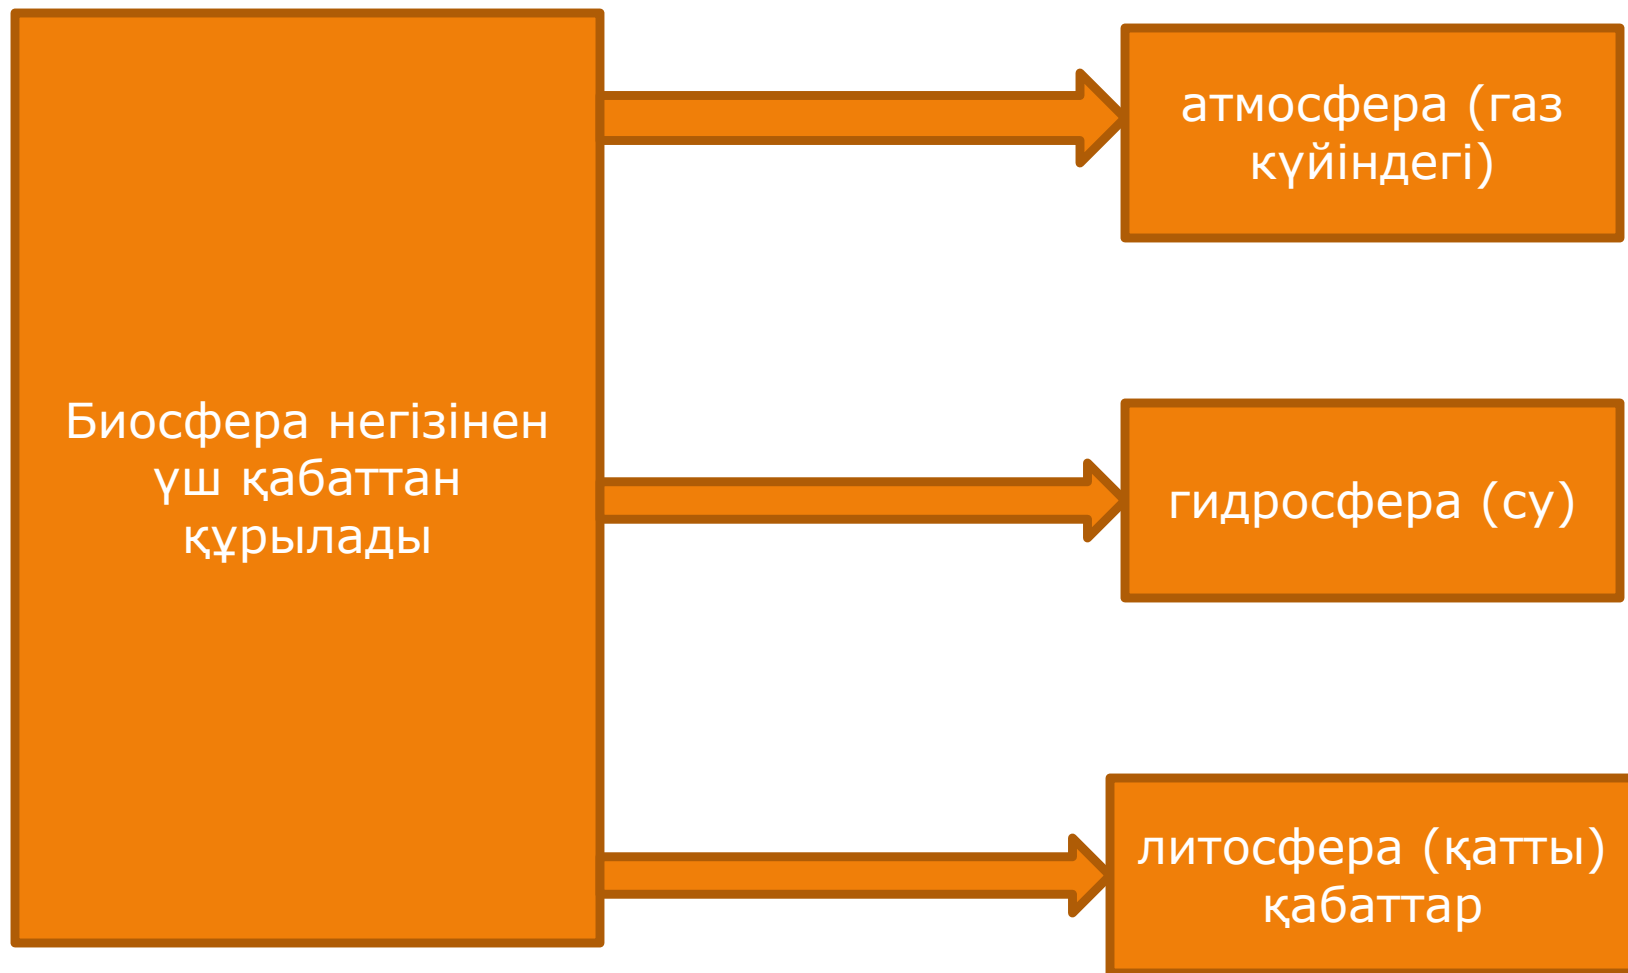 Биосфера негізінен
үш қабаттан
құрылады
атмосфера (газ
күйіндегі)
гидросфера (су)
литосфера (қатты)
қабаттар